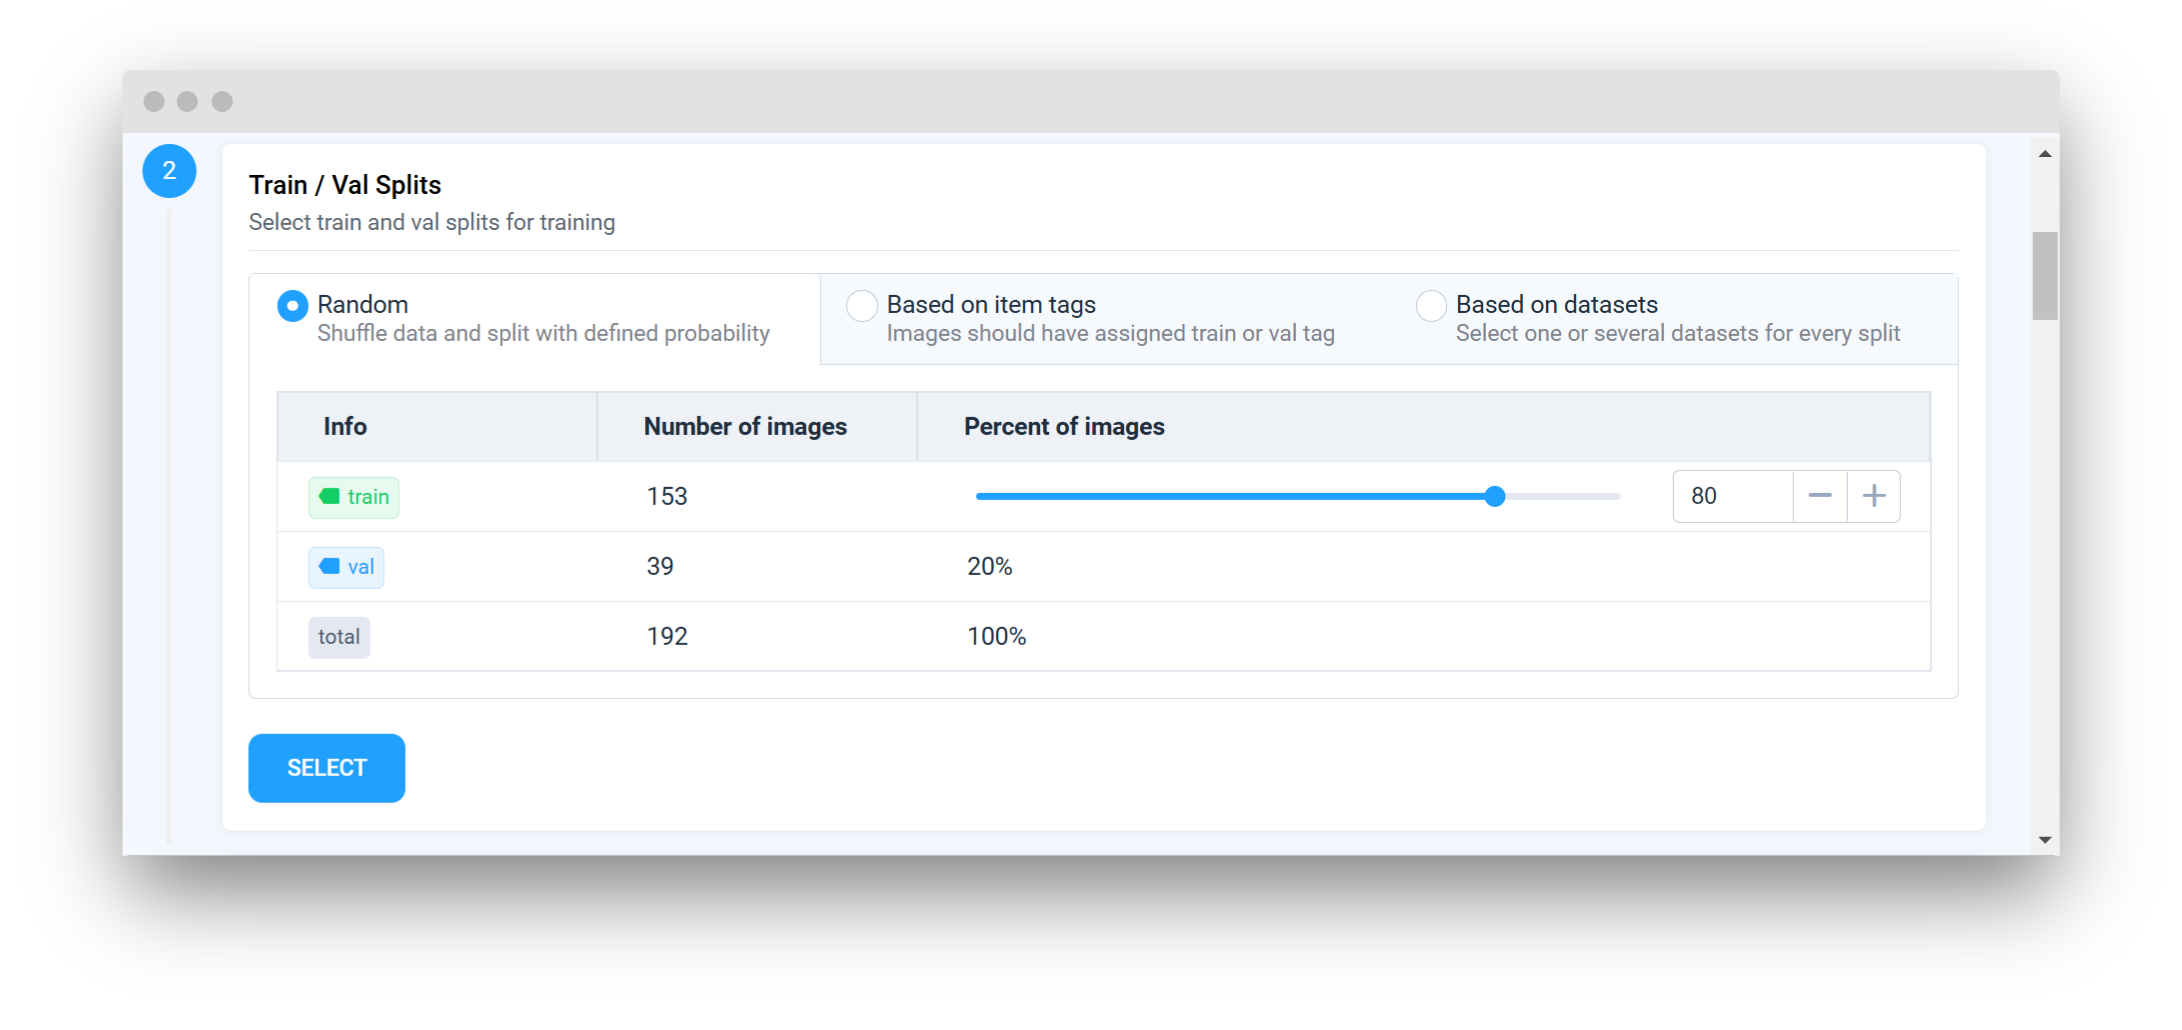 2
Train / Val Splits
Select train and val splits for training
Random
Shuffle data and split with defined probability
Based on item tags
Images should have assigned train or val tag
Based on datasets
Select one or several datasets for every split
Info Number of images Percent of images
train 153 80
val 39 20%
total 192 100%
SELECT